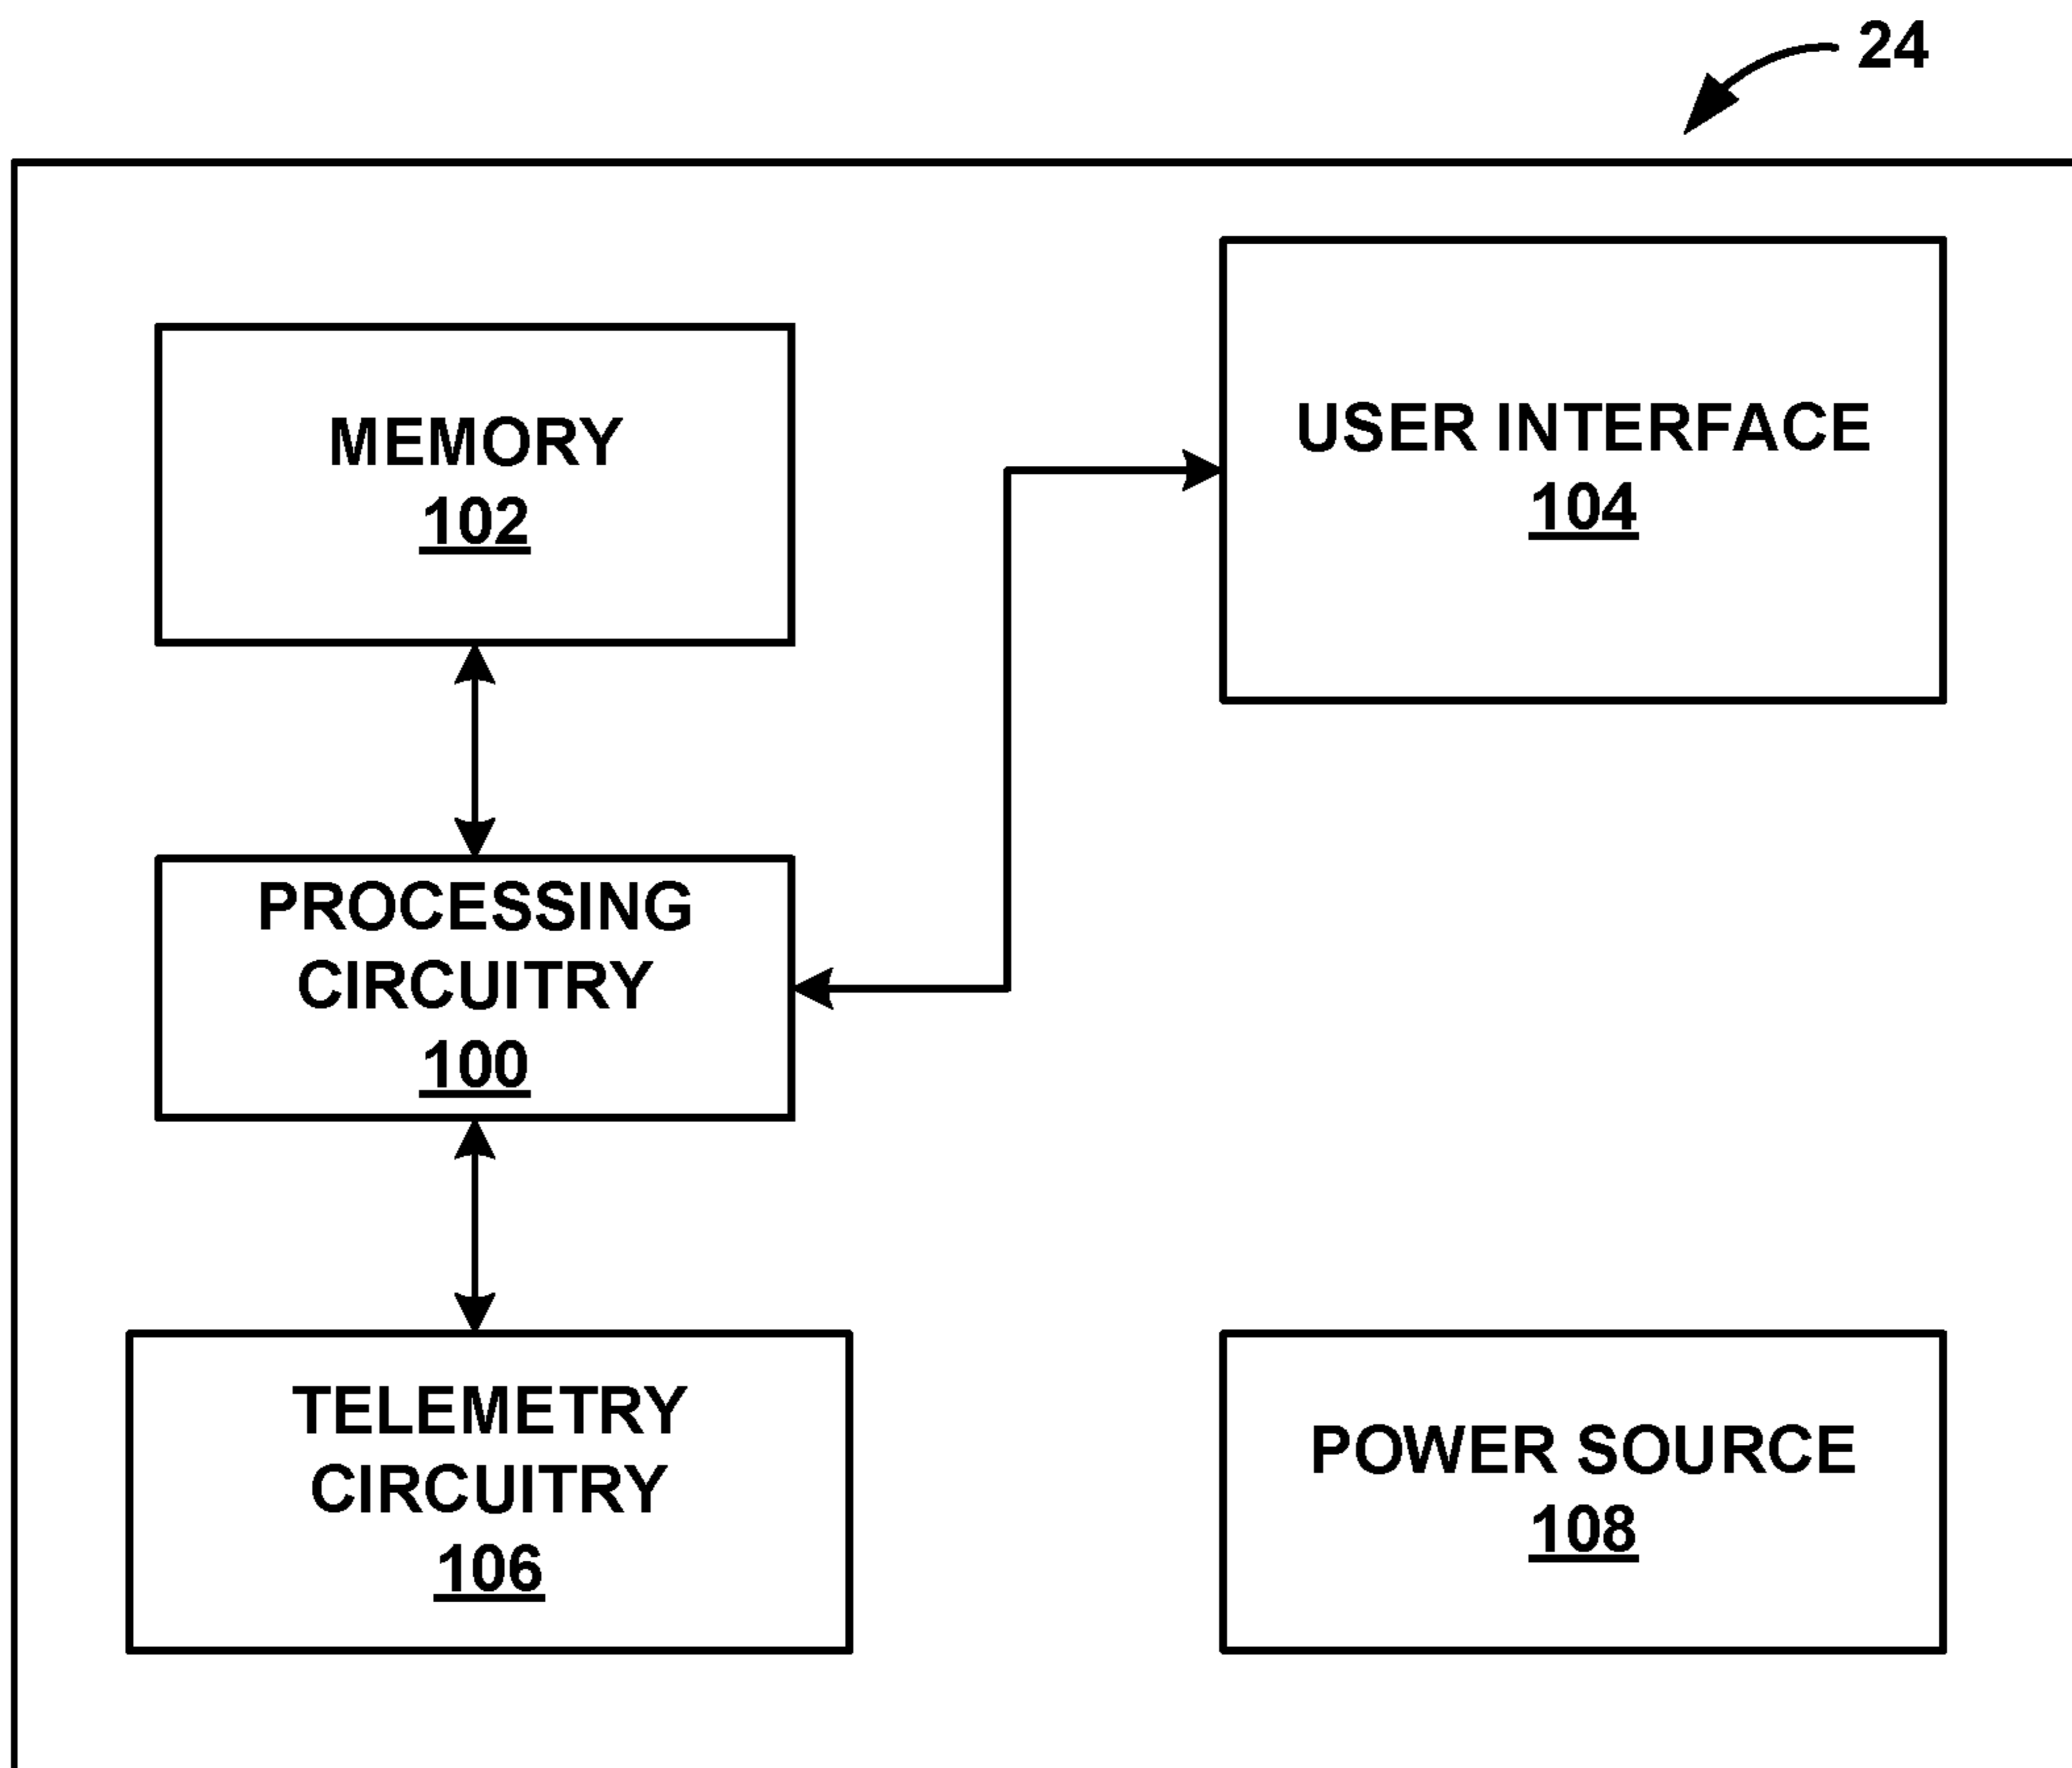 24
MEMORY
102
USER INTERFACE
104
PROCESSING
CIRCUITRY
100
TELEMETRY
CIRCUITRY
106
POWER SOURCE
108